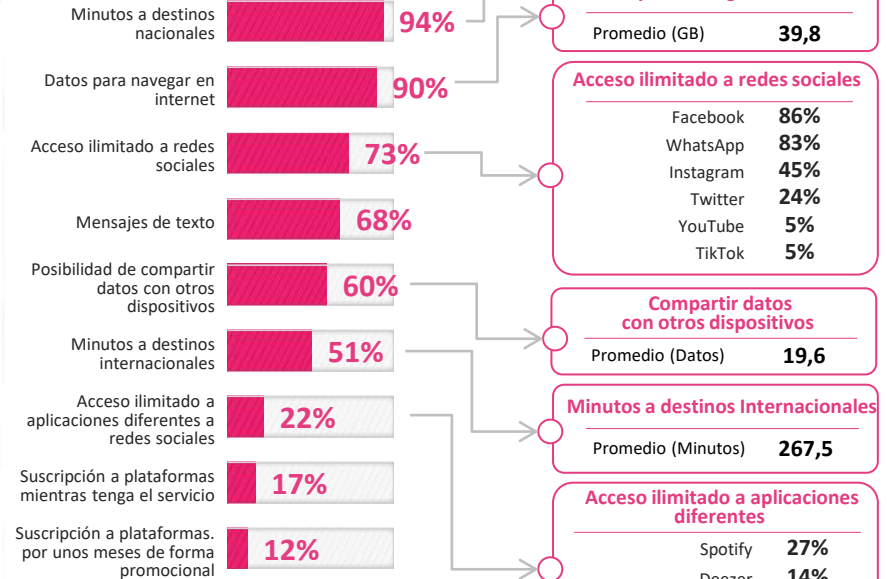 Minutos a destinos
nacionales
94%
Datos para navegar en
internet
90%
Acceso ilimitado a redes
sociales
73%
Mensajes de texto
68%
Posibilidad de compartir
datos con otros
dispositivos
60%
Minutos a destinos
internacionales
51%
Acceso ilimitado a
aplicaciones diferentes a
redes sociales
22%
Suscripción a plataformas
mientras tenga el servicio
17%
Suscripción a plataformas.
por unos meses de forma
promocional
12%
Promedio (GB) 39,8
Acceso ilimitado a redes sociales
Facebook 86%
WhatsApp 83%
Instagram 45%
Twitter 24%
YouTube 5%
TikTok 5%
Compartir datos
con otros dispositivos
Promedio (Datos) 19,6
Minutos a destinos Internacionales
Promedio (Minutos) 267,5
Acceso ilimitado a aplicaciones
diferentes
Spotify 27%
Deezer 14%